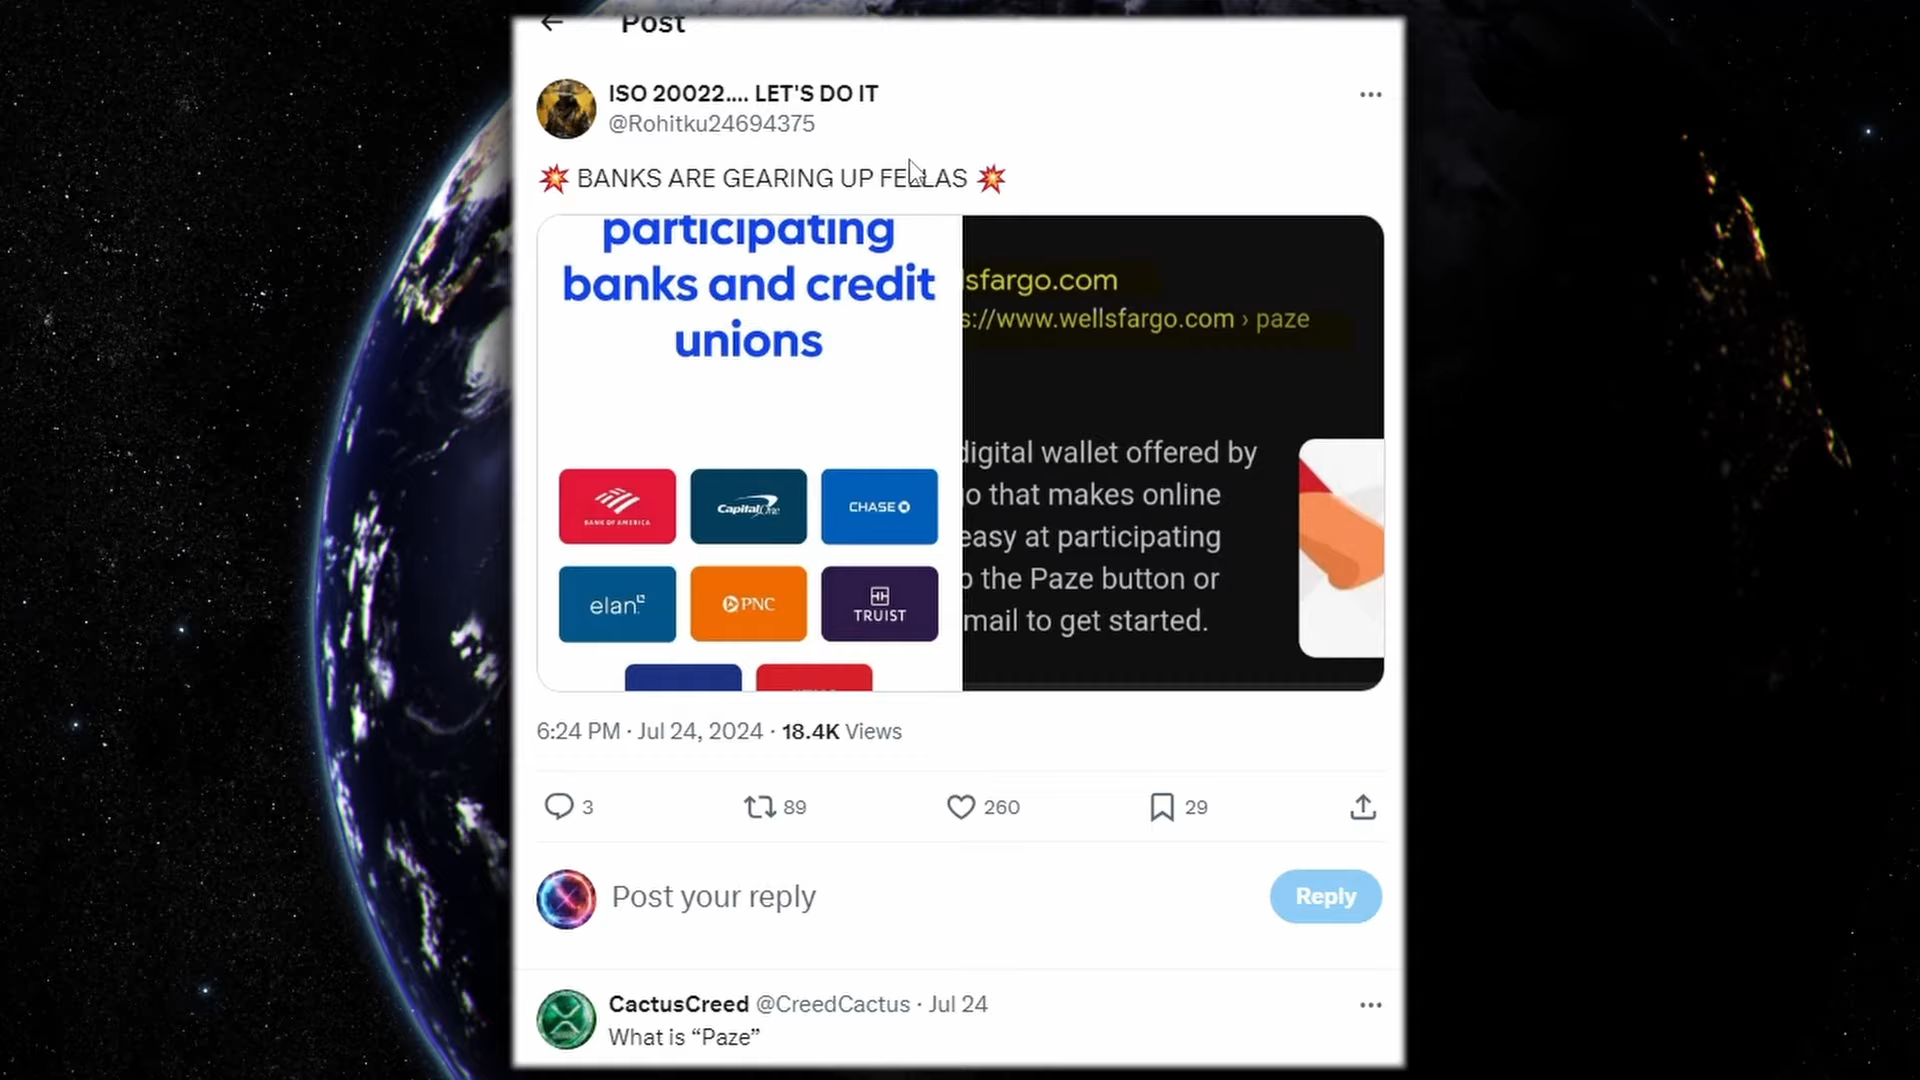 Post
ISO 20022.... LET'S DO IT
@Rohitku24694375
💥 BANKS ARE GEARING UP FELLAS 💥
participating
banks and credit
unions
BANK OF AMERICA
Capital One
CHASE
elan
PNC
TRUIST
lsfargo.com
s://www.wellsfargo.com › paze
digital wallet offered by
o that makes online
easy at participating
p the Paze button or
mail to get started.
6:24 PM · Jul 24, 2024 · 18.4K Views
3
89
260
29
Post your reply
Reply
CactusCreed @CreedCactus · Jul 24
What is “Paze”